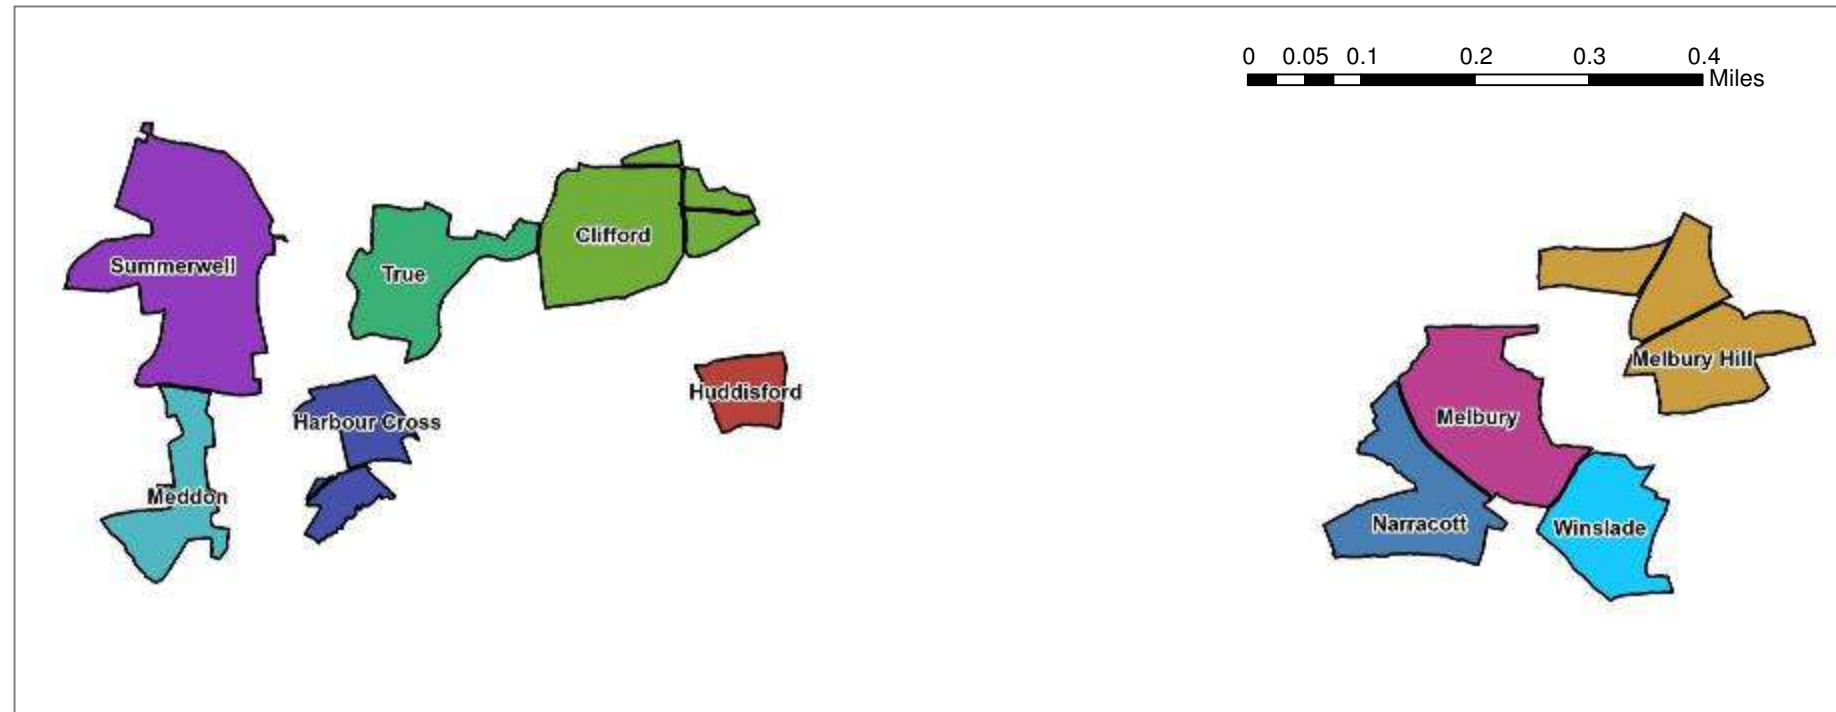 0 0.05 0.1 0.2 0.3 0.4
Miles
Summerwell
True
Clifford
Huddisford
Harbour Cross
Meddon
Melbury Hill
Melbury
Narracott
Winslade